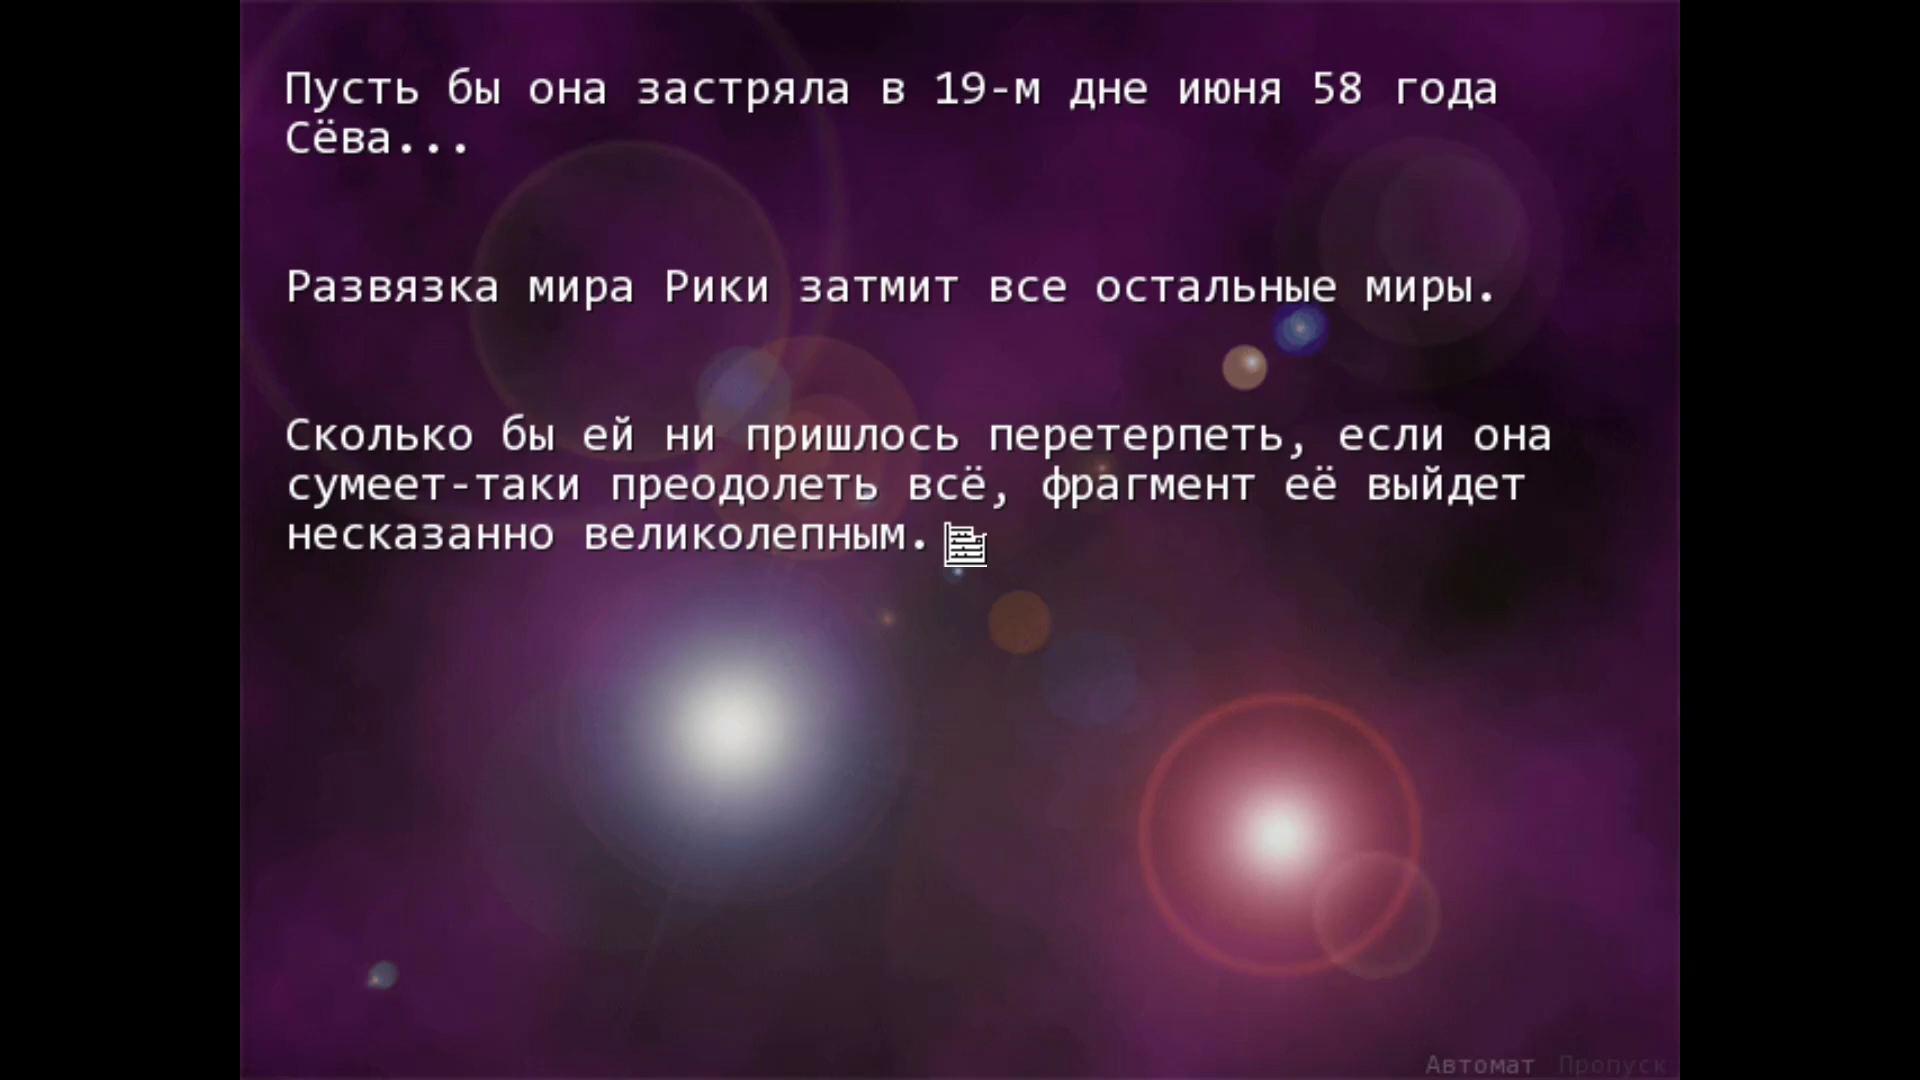 Пусть бы она застряла в 19-м дне июня 58 года
Сёва...
Развязка мира Рики затмит все остальные миры.
Сколько бы ей ни пришлось перетерпеть, если она
сумеет-таки преодолеть всё, фрагмент её выйдет
несказанно великолепным.
Автомат Пропуск